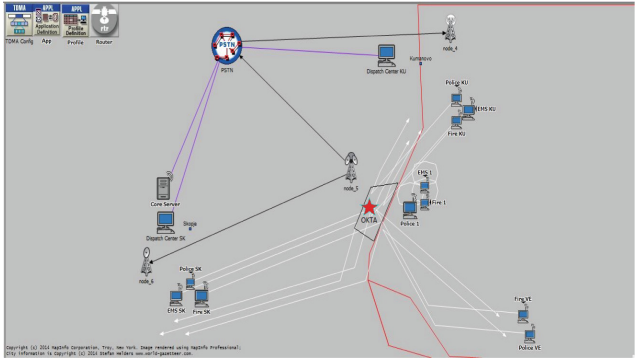 TDMA
APPL
APPL
Application
Definition
Profile
Definition
rtr
TDMA Config
App
Profile
Router
PSTN
PSTN
node_4
Dispatch Center KU
Kumanovo
Police KU
EMS KU
Fire KU
node_5
EMS 1
Fire 1
Police 1
OKTA
Core Server
Skopje
Dispatch Center SK
node_6
Police SK
EMS SK
Fire SK
Fire VE
Police VE
Copyright (c) 2014 MapInfo Corporation, Troy, New York. Image rendered using MapInfo Professional;
City information is Copyright (c) 2014 Stefan Helders www.world-gazetteer.com.